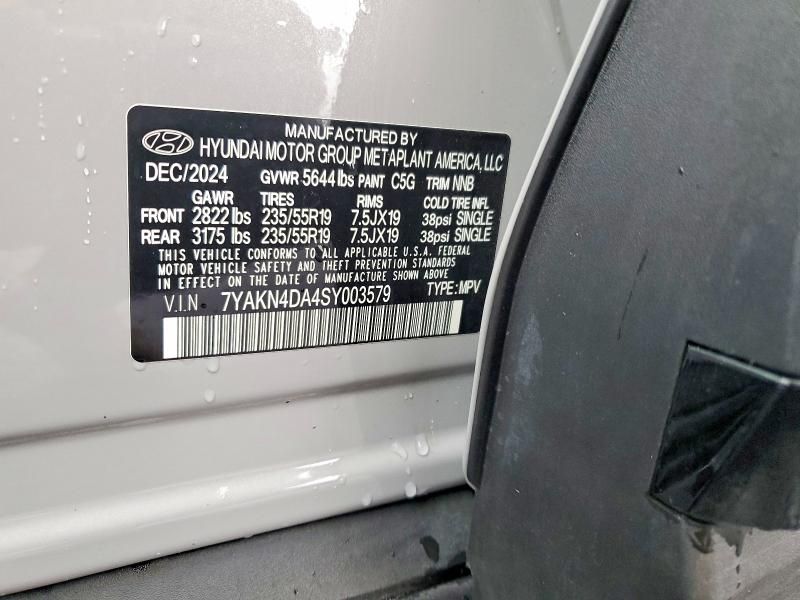 MANUFACTURED BY
HYUNDAI MOTOR GROUP METAPLANT AMERICA, LLC
DEC/2024 GVWR 5644 lbs PAINT C5G TRIM NNB
GAWR TIRES RIMS COLD TIRE INFL
FRONT 2822 lbs 235/55R19 7.5JX19 38psi SINGLE
REAR 3175 lbs 235/55R19 7.5JX19 38psi SINGLE
THIS VEHICLE CONFORMS TO ALL APPLICABLE U.S.A. FEDERAL
MOTOR VEHICLE SAFETY AND THEFT PREVENTION STANDARDS
IN EFFECT ON THE DATE OF MANUFACTURE SHOWN ABOVE.
V.I.N 7YAKN4DA4SY003579 TYPE: MPV